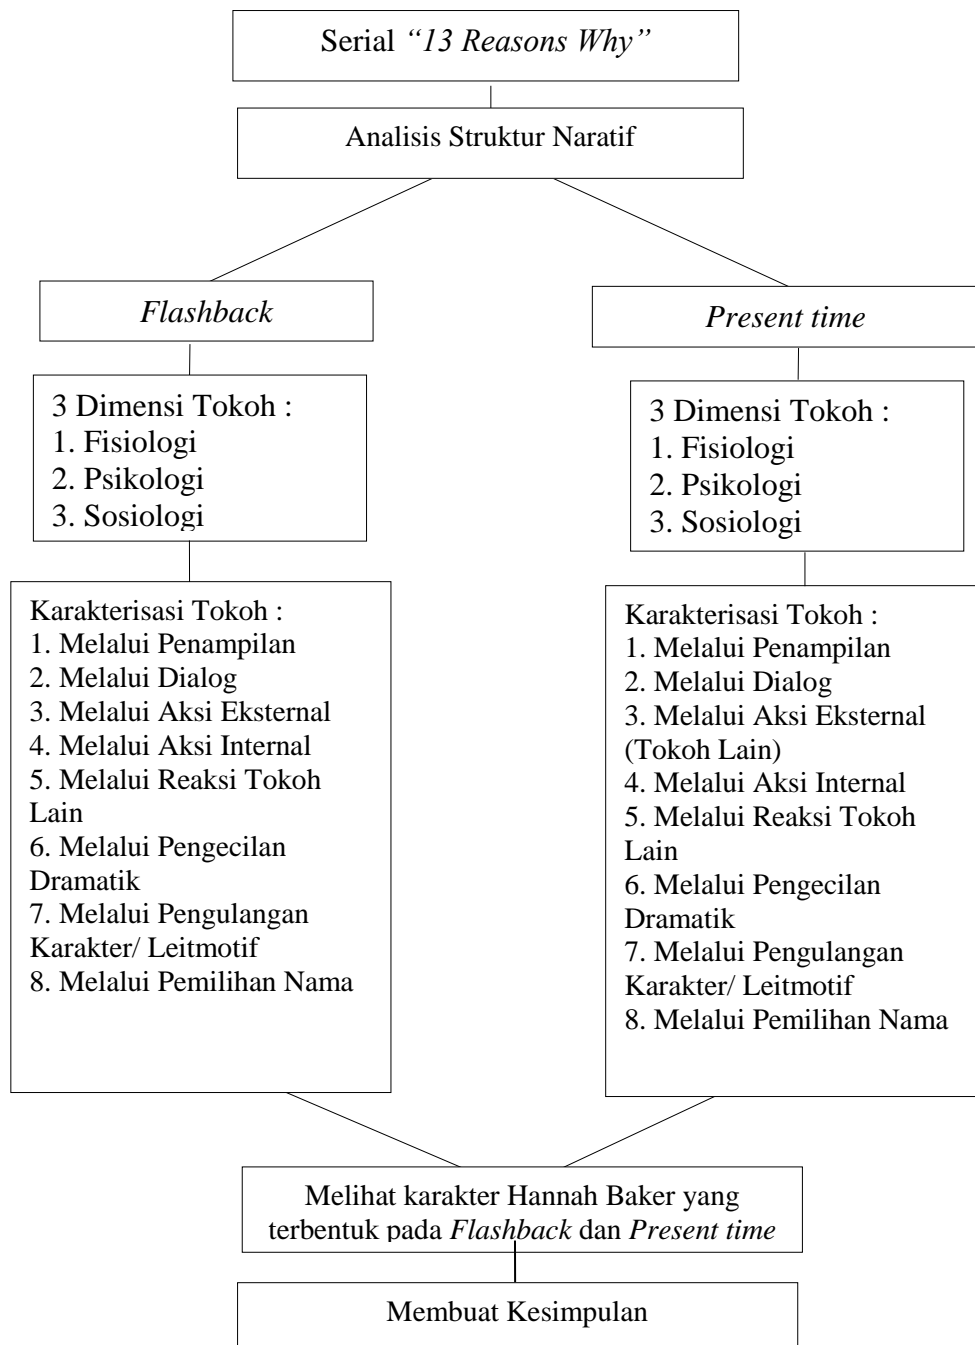 Serial “13 Reasons Why”
Analisis Struktur Naratif
Flashback
3 Dimensi Tokoh :
1. Fisiologi
2. Psikologi
3. Sosiologi
Karakterisasi Tokoh :
1. Melalui Penampilan
2. Melalui Dialog
3. Melalui Aksi Eksternal
4. Melalui Aksi Internal
5. Melalui Reaksi Tokoh
Lain
6. Melalui Pengecilan
Dramatik
7. Melalui Pengulangan
Karakter/ Leitmotif
8. Melalui Pemilihan Nama
Present time
3 Dimensi Tokoh :
1. Fisiologi
2. Psikologi
3. Sosiologi
Karakterisasi Tokoh :
1. Melalui Penampilan
2. Melalui Dialog
3. Melalui Aksi Eksternal
(Tokoh Lain)
4. Melalui Aksi Internal
5. Melalui Reaksi Tokoh
Lain
6. Melalui Pengecilan
Dramatik
7. Melalui Pengulangan
Karakter/ Leitmotif
8. Melalui Pemilihan Nama
Melihat karakter Hannah Baker yang
terbentuk pada Flashback dan Present time
Membuat Kesimpulan